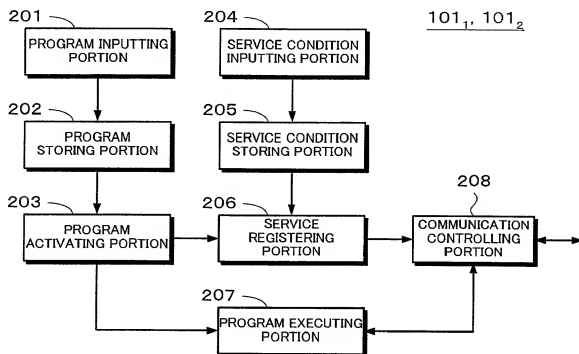 201
PROGRAM INPUTTING
PORTION
204
SERVICE CONDITION
INPUTTING PORTION
101₁, 101₂
202
PROGRAM
STORING PORTION
205
SERVICE CONDITION
STORING PORTION
203
PROGRAM
ACTIVATING PORTION
206
SERVICE
REGISTERING
PORTION
208
COMMUNICATION
CONTROLLING
PORTION
207
PROGRAM EXECUTING
PORTION